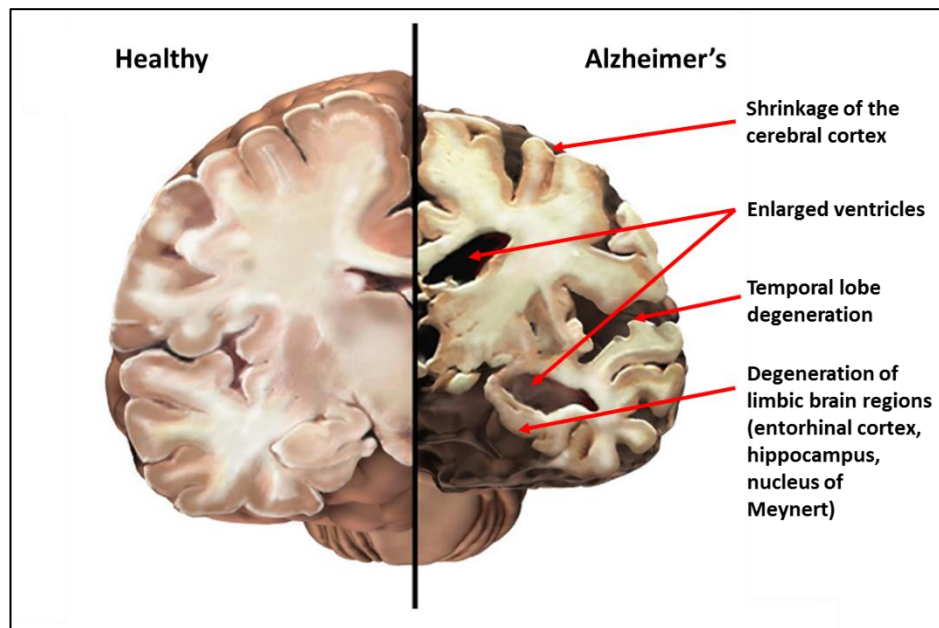 Healthy
Alzheimer's
Shrinkage of the
cerebral cortex
Enlarged ventricles
Temporal lobe
degeneration
Degeneration of
limbic brain regions
(entorhinal cortex,
hippocampus,
nucleus of
Meynert)